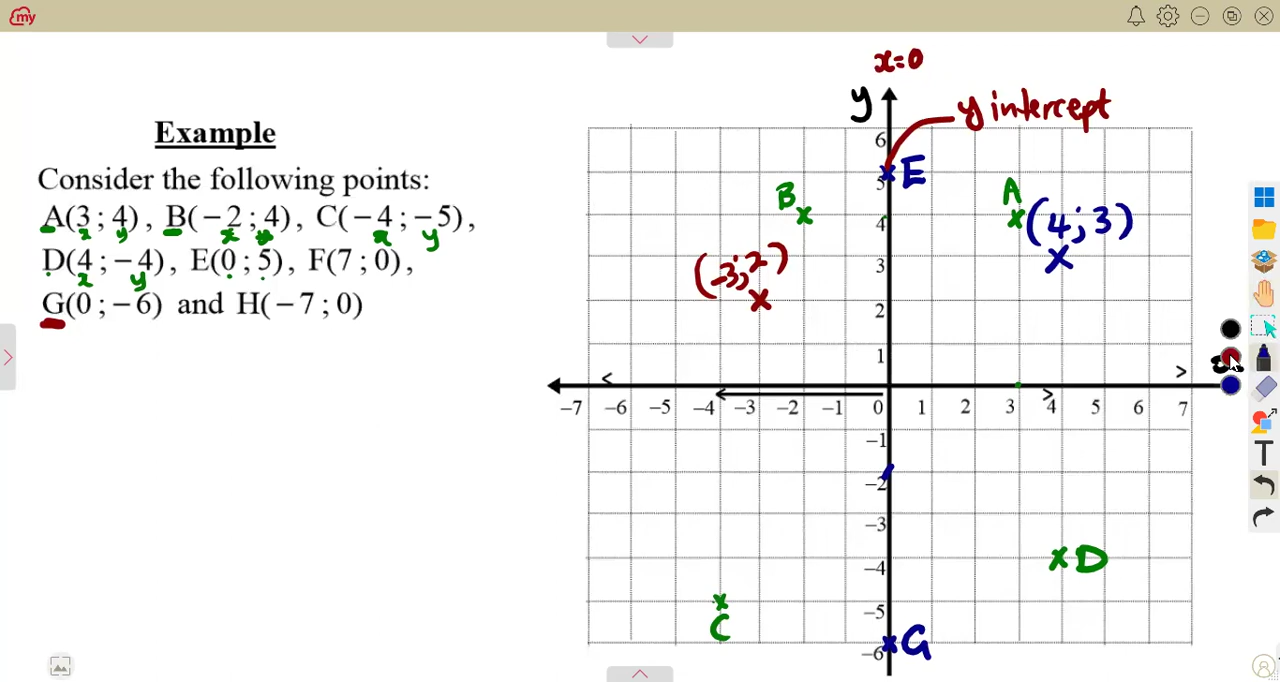 my
Example
Consider the following points:
A(3 ; 4) , B(−2 ; 4) , C(−4 ; −5) ,
x y x x x y
D(4 ; −4) , E(0 ; 5) , F(7 ; 0) ,
x y
G(0 ; −6) and H(−7 ; 0)
x=0
y
y intercept
6
E
5
B
A
4
(4;3)
3
(-3;2)
2
1
−7 −6 −5 −4 −3 −2 −1 0 1 2 3 4 5 6 7
−1
−2
−3
−4
D
−5
C
−6
G
T